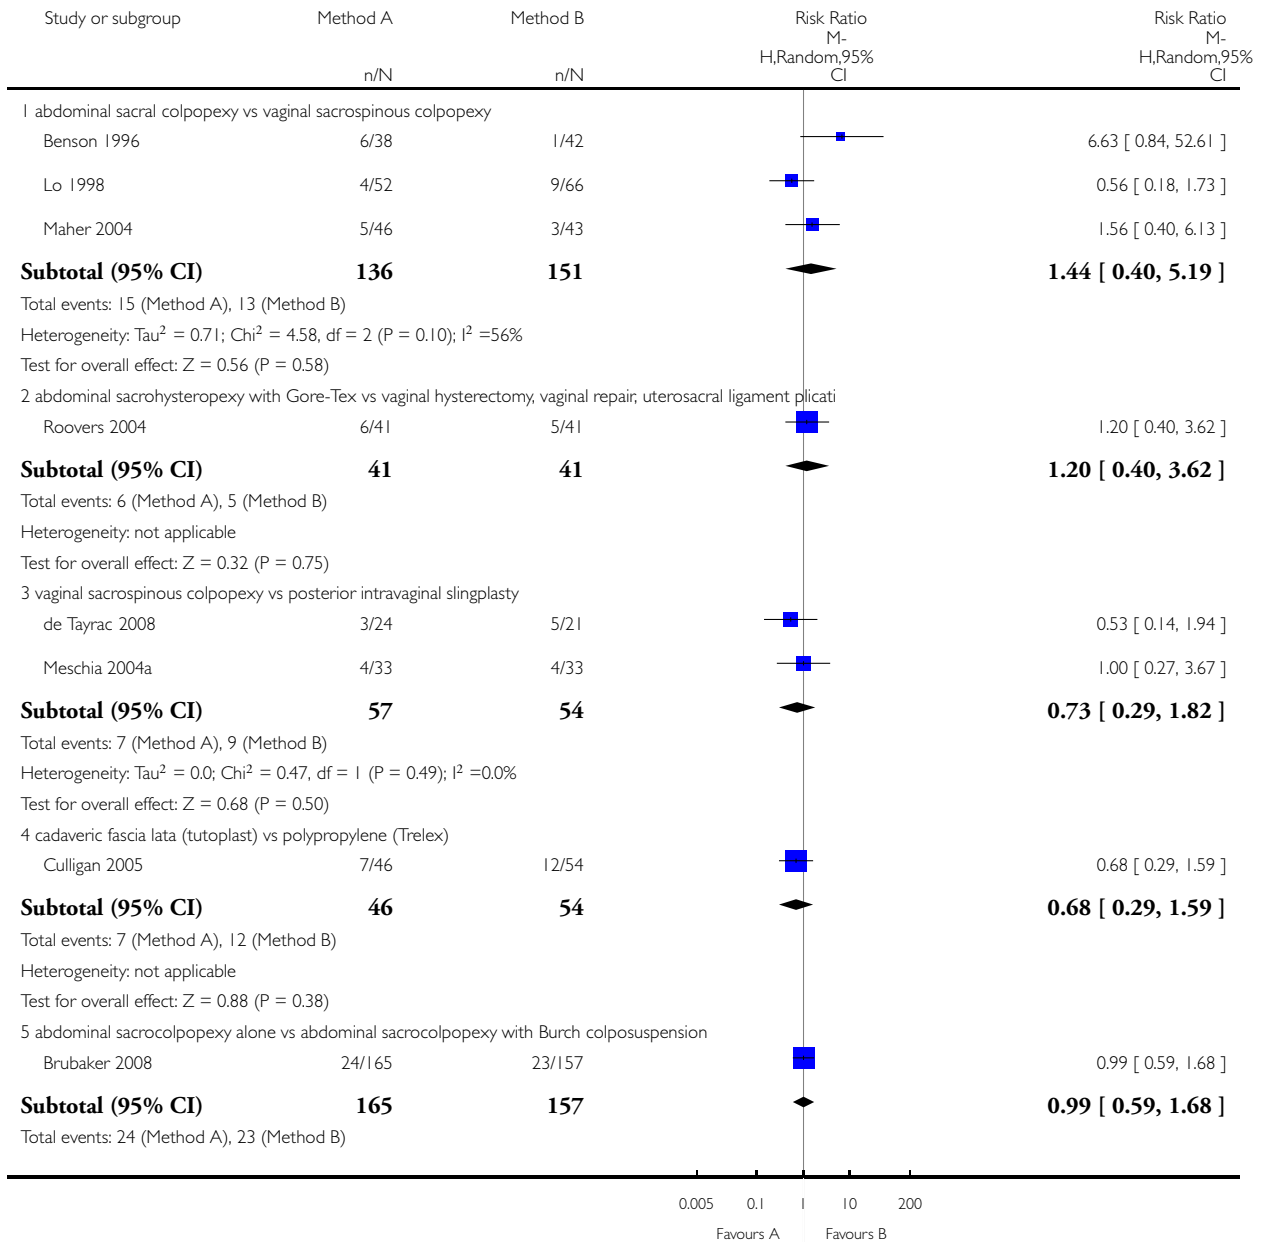 Study or subgroup Method A Method B Risk Ratio Risk Ratio
M- M-
H,Random,95% H,Random,95%
n/N n/N CI CI
1 abdominal sacral colpopexy vs vaginal sacrospinous colpopexy
Benson 1996 6/38 1/42 6.63 [ 0.84, 52.61 ]
Lo 1998 4/52 9/66 0.56 [ 0.18, 1.73 ]
Maher 2004 5/46 3/43 1.56 [ 0.40, 6.13 ]
Subtotal (95% CI) 136 151 1.44 [ 0.40, 5.19 ]
Total events: 15 (Method A), 13 (Method B)
Heterogeneity: Tau² = 0.71; Chi² = 4.58, df = 2 (P = 0.10); I² =56%
Test for overall effect: Z = 0.56 (P = 0.58)
2 abdominal sacrohysteropexy with Gore-Tex vs vaginal hysterectomy, vaginal repair, uterosacral ligament plicati
Roovers 2004 6/41 5/41 1.20 [ 0.40, 3.62 ]
Subtotal (95% CI) 41 41 1.20 [ 0.40, 3.62 ]
Total events: 6 (Method A), 5 (Method B)
Heterogeneity: not applicable
Test for overall effect: Z = 0.32 (P = 0.75)
3 vaginal sacrospinous colpopexy vs posterior intravaginal slingplasty
de Tayrac 2008 3/24 5/21 0.53 [ 0.14, 1.94 ]
Meschia 2004a 4/33 4/33 1.00 [ 0.27, 3.67 ]
Subtotal (95% CI) 57 54 0.73 [ 0.29, 1.82 ]
Total events: 7 (Method A), 9 (Method B)
Heterogeneity: Tau² = 0.0; Chi² = 0.47, df = 1 (P = 0.49); I² =0.0%
Test for overall effect: Z = 0.68 (P = 0.50)
4 cadaveric fascia lata (tutoplast) vs polypropylene (Trelex)
Culligan 2005 7/46 12/54 0.68 [ 0.29, 1.59 ]
Subtotal (95% CI) 46 54 0.68 [ 0.29, 1.59 ]
Total events: 7 (Method A), 12 (Method B)
Heterogeneity: not applicable
Test for overall effect: Z = 0.88 (P = 0.38)
5 abdominal sacrocolpopexy alone vs abdominal sacrocolpopexy with Burch colposuspension
Brubaker 2008 24/165 23/157 0.99 [ 0.59, 1.68 ]
Subtotal (95% CI) 165 157 0.99 [ 0.59, 1.68 ]
Total events: 24 (Method A), 23 (Method B)
0.005 0.1 1 10 200
Favours A Favours B